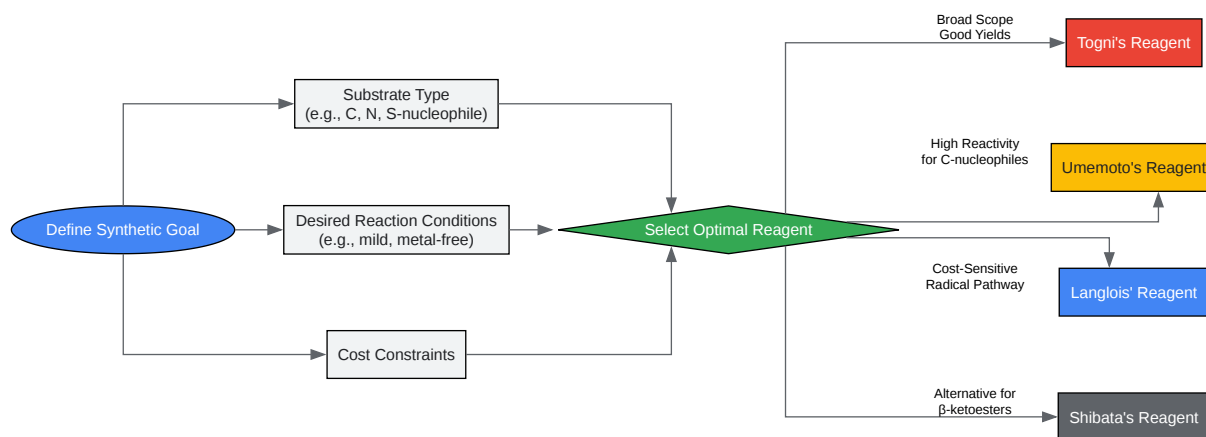 Broad Scope
Good Yields
Togni's Reagent
Substrate Type
(e.g., C, N, S-nucleophile)
High Reactivity
for C-nucleophiles
Umemoto's Reagent
Define Synthetic Goal
Desired Reaction Conditions
(e.g., mild, metal-free)
Select Optimal Reagent
Cost-Sensitive
Radical Pathway
Langlois' Reagent
Cost Constraints
Alternative for
β-ketoesters
Shibata's Reagent